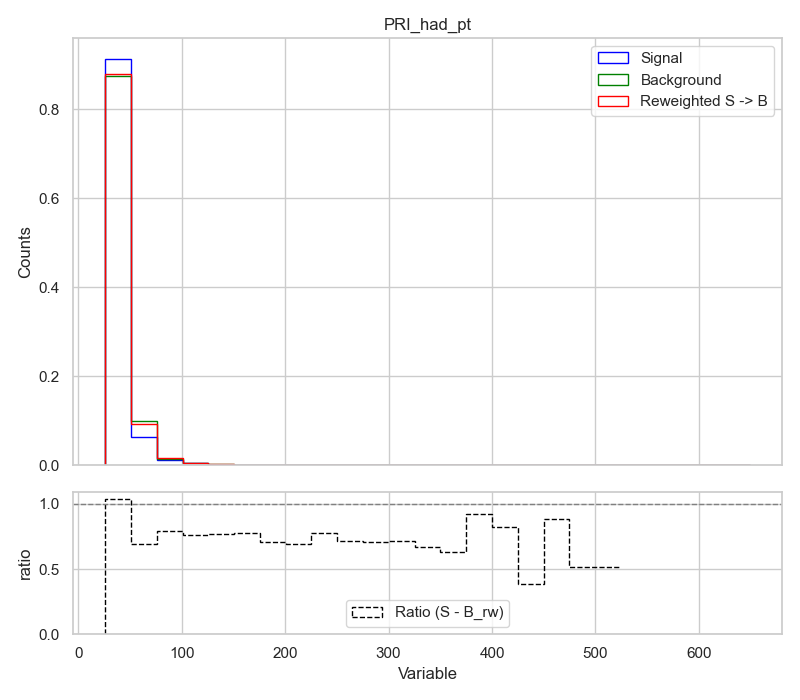 PRI_had_pt
Signal
Background
Reweighted S -> B
0.8
0.6
0.4
0.2
0.0
Counts
1.0
0.5
0.0
ratio
Ratio (S - B_rw)
0 100 200 300 400 500 600
Variable